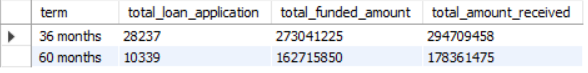 term total_loan_application total_funded_amount total_amount_received
36 months 28237 273041225 294709458
60 months 10339 162715850 178361475